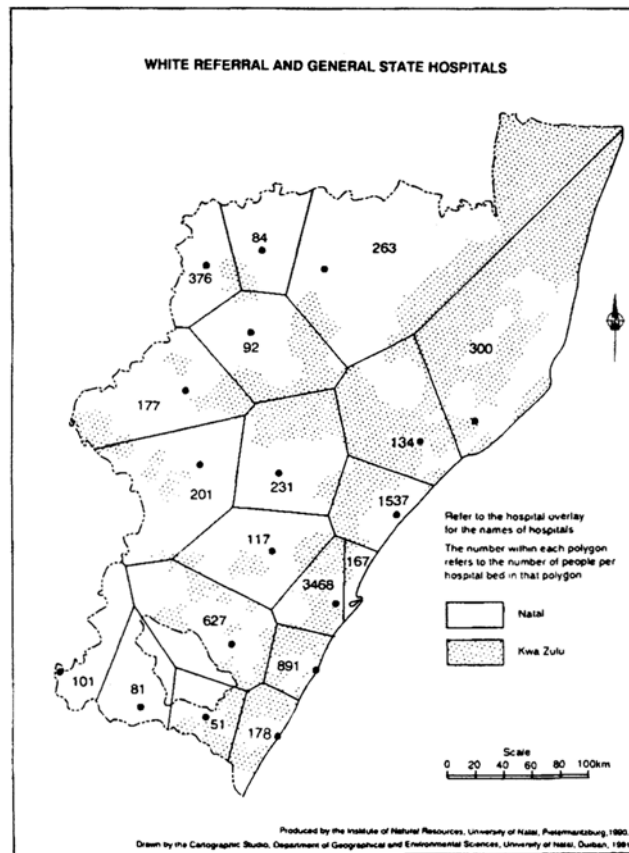 WHITE REFERRAL AND GENERAL STATE HOSPITALS
84
263
376
92
300
177
134
201
231
1537
117
167
3468
627
891
101
81
51
178
Refer to the hospital overlay
for the names of hospitals
The number within each polygon
refers to the number of people per
hospital bed in that polygon
Natal
Kwa Zulu
Scale
0 20 40 60 80 100km
Produced by the Institute of Natural Resources, University of Natal, Pietermaritzburg, 1990.
Drawn by the Cartographic Studio, Department of Geographical and Environmental Sciences, University of Natal, Durban, 1991